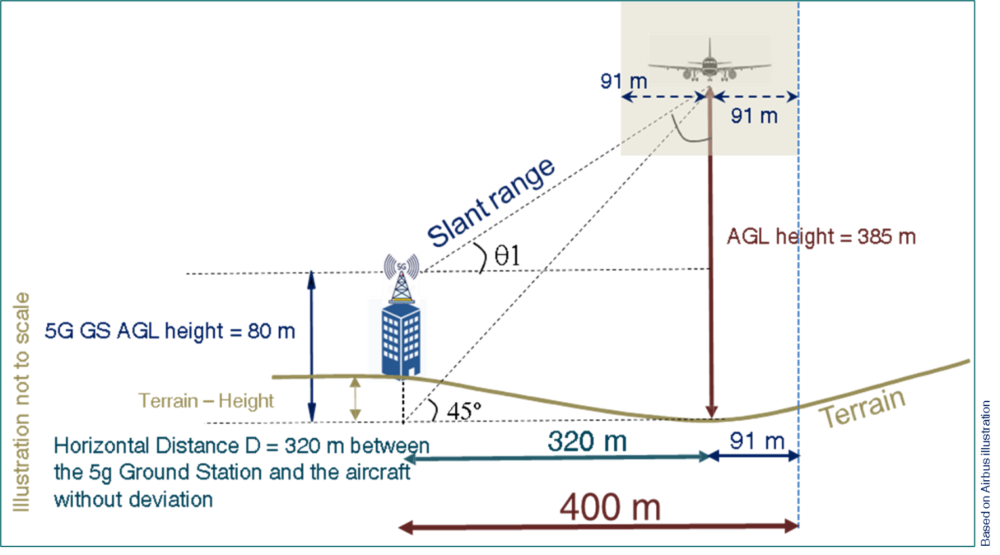 91 m
91 m
Slant range
AGL height = 385 m
5G
θ1
5G GS AGL height = 80 m
Terrain – Height
45º
Terrain
Horizontal Distance D = 320 m between
the 5g Ground Station and the aircraft
without deviation
320 m
91 m
400 m
Illustration not to scale
Based on Airbus illustration